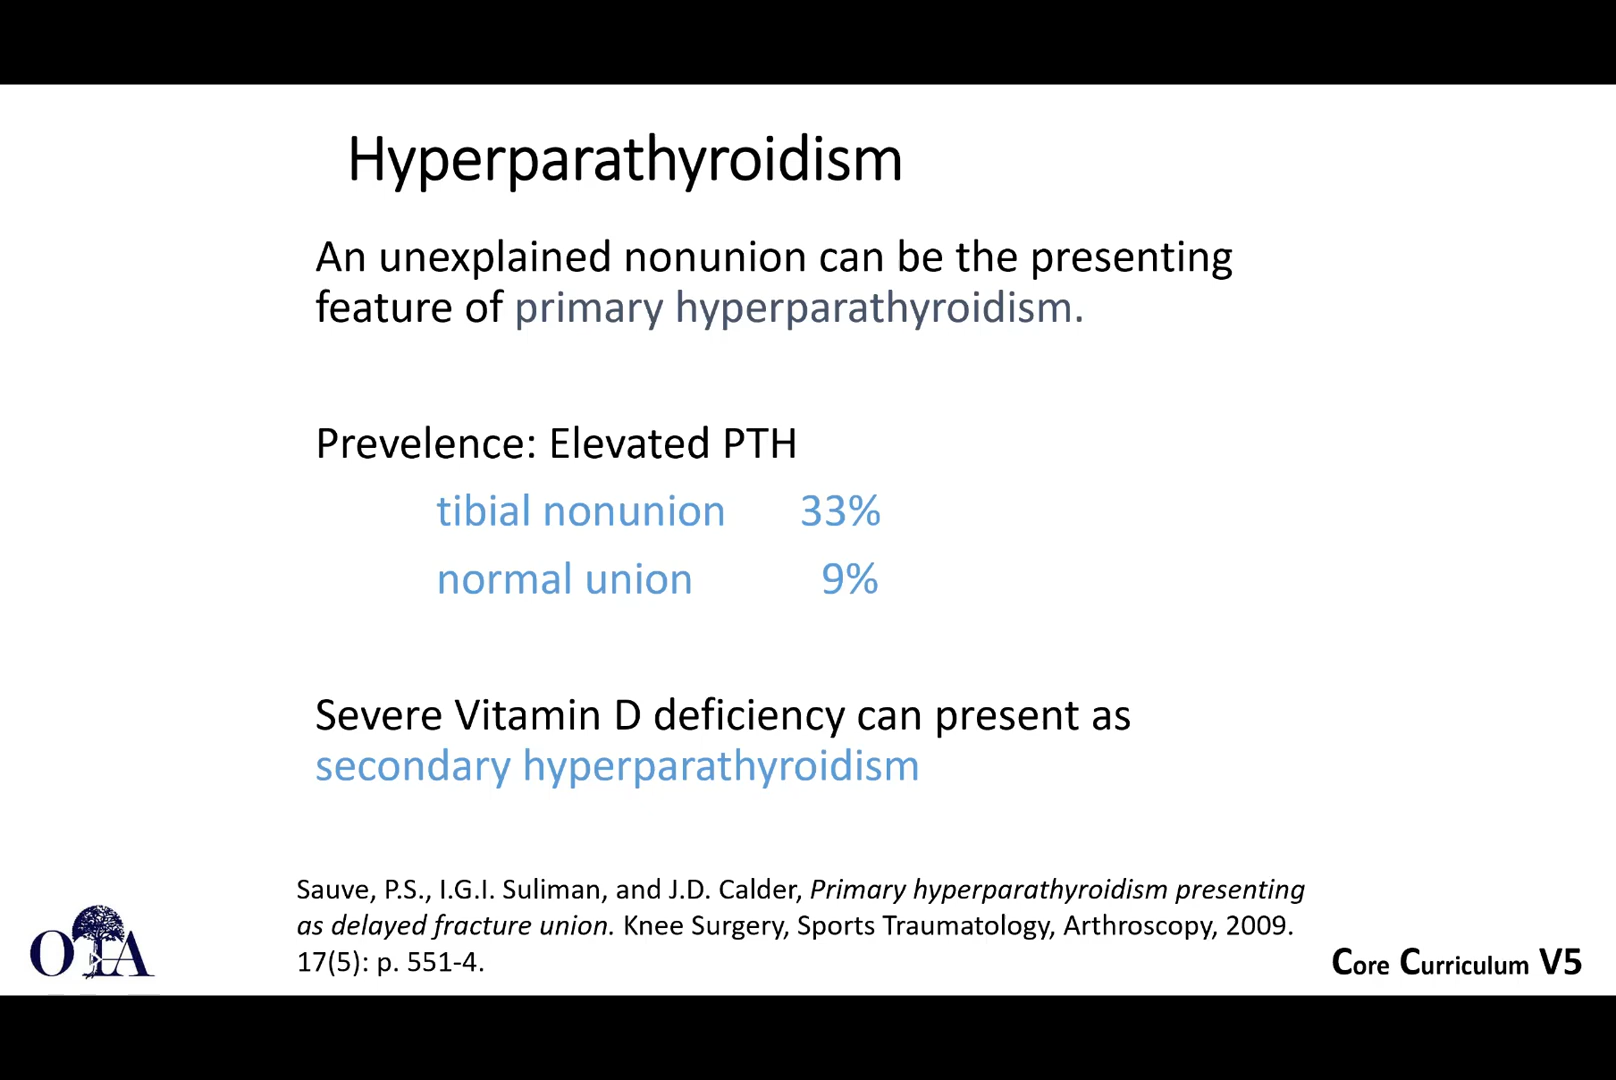 Hyperparathyroidism
An unexplained nonunion can be the presenting
feature of primary hyperparathyroidism.
Prevelence: Elevated PTH
tibial nonunion 33%
normal union 9%
Severe Vitamin D deficiency can present as
secondary hyperparathyroidism
Sauve, P.S., I.G.I. Suliman, and J.D. Calder, Primary hyperparathyroidism presenting
as delayed fracture union. Knee Surgery, Sports Traumatology, Arthroscopy, 2009.
17(5): p. 551-4.
OTA
Core Curriculum V5